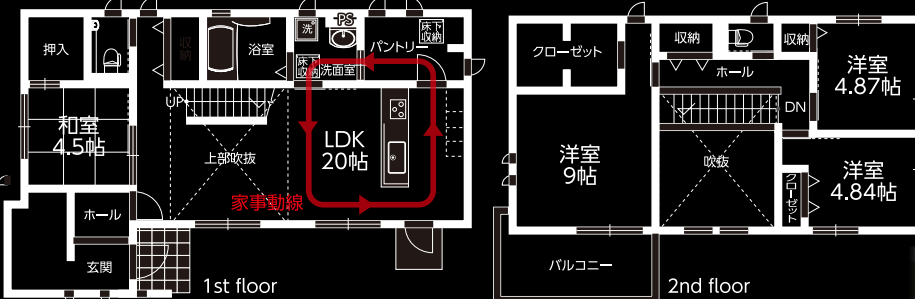 押入
収納
浴室
洗
PS
床下
収納
パントリー
床下
収納
洗面室
UP
和室
4.5帖
上部吹抜
LDK
20帖
家事動線
ホール
玄関
1st floor
クローゼット
収納
収納
ホール
洋室
4.87帖
DN
洋室
9帖
吹抜
クローゼット
洋室
4.84帖
バルコニー
2nd floor